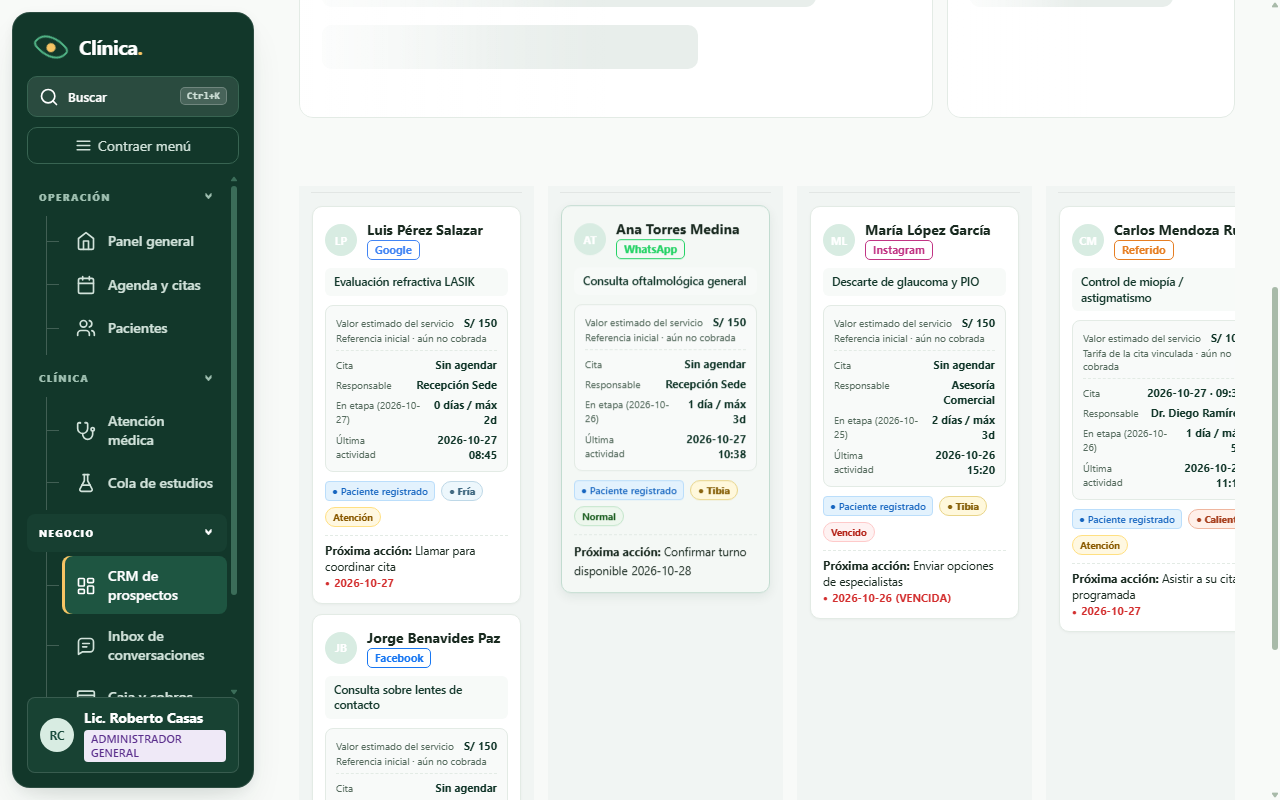 Clínica.
Buscar
Ctrl+K
Contraer menú
OPERACIÓN
Panel general
Agenda y citas
Pacientes
CLÍNICA
Atención
médica
Cola de estudios
NEGOCIO
CRM de
prospectos
Inbox de
conversaciones
Caja y cobros
RC
Lic. Roberto Casas
ADMINISTRADOR
GENERAL
LP
Luis Pérez Salazar
Google
Evaluación refractiva LASIK
Valor estimado del servicio S/ 150
Referencia inicial · aún no cobrada
Cita Sin agendar
Responsable Recepción Sede
En etapa (2026-10- 0 días / máx
27) 2d
Última 2026-10-27
actividad 08:45
• Paciente registrado • Fría
Atención
Próxima acción: Llamar para
coordinar cita
• 2026-10-27
JB
Jorge Benavides Paz
Facebook
Consulta sobre lentes de
contacto
Valor estimado del servicio S/ 150
Referencia inicial · aún no cobrada
Cita Sin agendar
AT
Ana Torres Medina
WhatsApp
Consulta oftalmológica general
Valor estimado del servicio S/ 150
Referencia inicial · aún no cobrada
Cita Sin agendar
Responsable Recepción Sede
En etapa (2026-10- 1 día / máx
26) 3d
Última 2026-10-27
actividad 10:38
• Paciente registrado • Tibia
Normal
Próxima acción: Confirmar turno
disponible 2026-10-28
ML
María López García
Instagram
Descarte de glaucoma y PIO
Valor estimado del servicio S/ 150
Referencia inicial · aún no cobrada
Cita Sin agendar
Responsable Asesoría
Comercial
En etapa (2026-10- 2 días / máx
25) 3d
Última 2026-10-26
actividad 15:20
• Paciente registrado • Tibia
Vencido
Próxima acción: Enviar opciones
de especialistas
• 2026-10-26 (VENCIDA)
CM
Carlos Mendoza
Referido
Control de miopía /
astigmatismo
Valor estimado del servicio S/
Tarifa de la cita vinculada · aún no
cobrada
Cita 2026-10-27 ·
Responsable Dr. Diego
En etapa (2026-10- 1 día /
26)
Última
actividad
• Paciente registrado
Atención
Próxima acción: Asistir a su cita
programada
• 2026-10-27